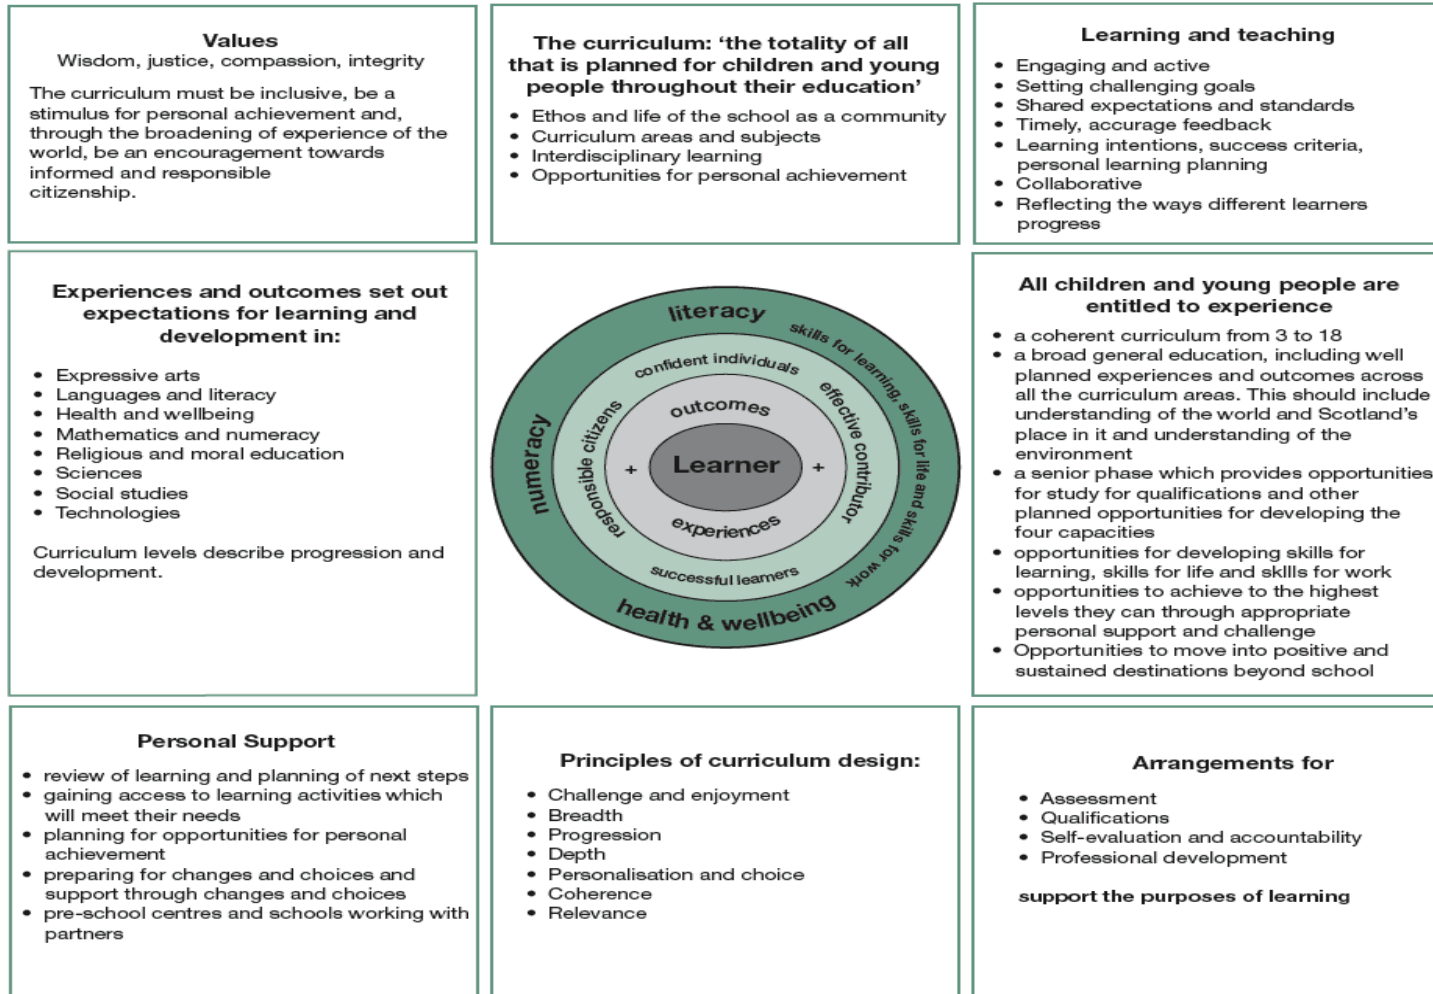 Values
Wisdom, justice, compassion, integrity
The curriculum must be inclusive, be a
stimulus for personal achievement and,
through the broadening of experience of the
world, be an encouragement towards
informed and responsible
citizenship.
The curriculum: ‘the totality of all
that is planned for children and young
people throughout their education’
• Ethos and life of the school as a community
• Curriculum areas and subjects
• Interdisciplinary learning
• Opportunities for personal achievement
Learning and teaching
• Engaging and active
• Setting challenging goals
• Shared expectations and standards
• Timely, accurage feedback
• Learning intentions, success criteria,
personal learning planning
• Collaborative
• Reflecting the ways different learners
progress
Experiences and outcomes set out
expectations for learning and
development in:
• Expressive arts
• Languages and literacy
• Health and wellbeing
• Mathematics and numeracy
• Religious and moral education
• Sciences
• Social studies
• Technologies
Curriculum levels describe progression and
development.
literacy
skills for learning, skills for life and skills for work
numeracy
health & wellbeing
confident individuals
effective contributor
responsible citizens
successful learners
outcomes
+ Learner +
experiences
All children and young people are
entitled to experience
• a coherent curriculum from 3 to 18
• a broad general education, including well
planned experiences and outcomes across
all the curriculum areas. This should include
understanding of the world and Scotland’s
place in it and understanding of the
environment
• a senior phase which provides opportunities
for study for qualifications and other
planned opportunities for developing the
four capacities
• opportunities for developing skills for
learning, skills for life and skills for work
• opportunities to achieve to the highest
levels they can through appropriate
personal support and challenge
• Opportunities to move into positive and
sustained destinations beyond school
Personal Support
• review of learning and planning of next steps
• gaining access to learning activities which
will meet their needs
• planning for opportunities for personal
achievement
• preparing for changes and choices and
support through changes and choices
• pre-school centres and schools working with
partners
Principles of curriculum design:
• Challenge and enjoyment
• Breadth
• Progression
• Depth
• Personalisation and choice
• Coherence
• Relevance
Arrangements for
• Assessment
• Qualifications
• Self-evaluation and accountability
• Professional development
support the purposes of learning